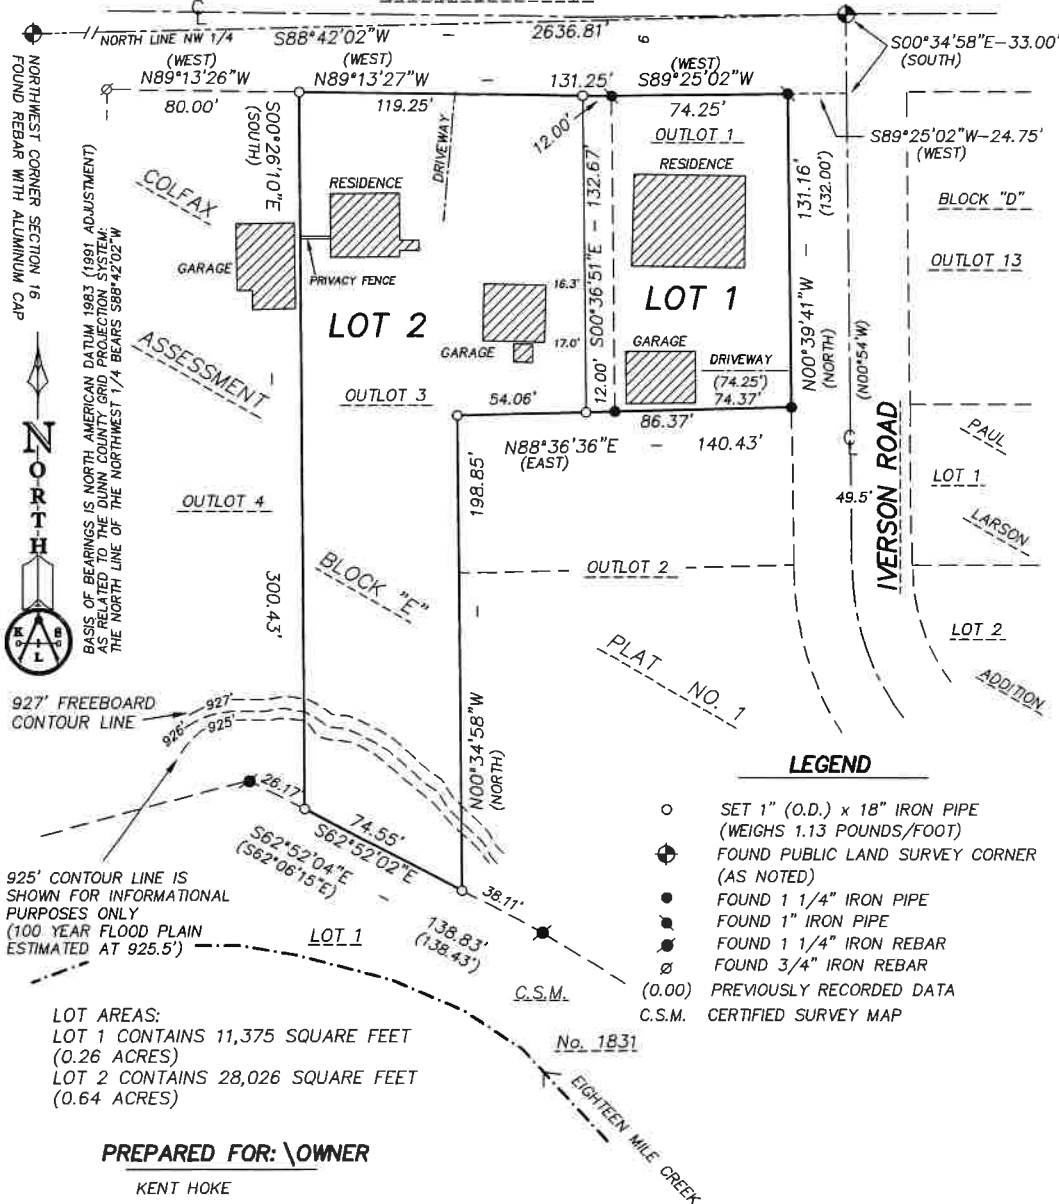 C
L
NORTH LINE NW 1/4
S88°42'02"W - 2636.81'
6
S00°34'58"E-33.00'
(SOUTH)
(WEST)
N89°13'26"W
80.00'
(WEST)
N89°13'27"W - 131.25'
119.25'
(WEST)
S89°25'02"W
74.25'
S89°25'02"W-24.75'
(WEST)
NORTHWEST CORNER SECTION 16
FOUND REBAR WITH ALUMINUM CAP
BASIS OF BEARINGS IS NORTH AMERICAN DATUM 1983 (1991 ADJUSTMENT)
AS RELATED TO THE DUNN COUNTY GRID PROJECTION SYSTEM:
THE NORTH LINE OF THE NORTHWEST 1/4 BEARS S88°42'02"W
NORTH
K S
L
S00°26'10"E - 300.43'
(SOUTH)
DRIVEWAY
12.00'
OUTLOT 1
RESIDENCE
S00°36'51"E - 132.67'
12.00'
N00°39'41"W - 131.16'
(NORTH) (132.00')
(N00°54'W)
BLOCK "D"
OUTLOT 13
COLFAX
RESIDENCE
GARAGE
PRIVACY FENCE
LOT 2
LOT 1
16.3'
17.0'
GARAGE
GARAGE
DRIVEWAY
(74.25')
74.37'
ASSESSMENT
OUTLOT 3
54.06'
86.37'
N88°36'36"E - 140.43'
(EAST)
C
L
49.5'
IVERSON ROAD
PAUL
LOT 1
LARSON
OUTLOT 4
198.85'
BLOCK "E"
OUTLOT 2
LOT 2
PLAT NO. 1
ADDITION
N00°34'58"W
(NORTH)
927' FREEBOARD
CONTOUR LINE
927'
926'
925'
26.17'
74.55'
S62°52'02"E
S62°52'04"E - 138.83'
(S62°06'15"E) (138.43')
38.11'
925' CONTOUR LINE IS
SHOWN FOR INFORMATIONAL
PURPOSES ONLY
(100 YEAR FLOOD PLAIN
ESTIMATED AT 925.5')
LOT 1
C.S.M.
No. 1831
EIGHTEEN MILE CREEK
LEGEND
SET 1" (O.D.) x 18" IRON PIPE
(WEIGHS 1.13 POUNDS/FOOT)
FOUND PUBLIC LAND SURVEY CORNER
(AS NOTED)
FOUND 1 1/4" IRON PIPE
FOUND 1" IRON PIPE
FOUND 1 1/4" IRON REBAR
FOUND 3/4" IRON REBAR
(0.00) PREVIOUSLY RECORDED DATA
C.S.M. CERTIFIED SURVEY MAP
LOT AREAS:
LOT 1 CONTAINS 11,375 SQUARE FEET
(0.26 ACRES)
LOT 2 CONTAINS 28,026 SQUARE FEET
(0.64 ACRES)
PREPARED FOR: \OWNER
KENT HOKE